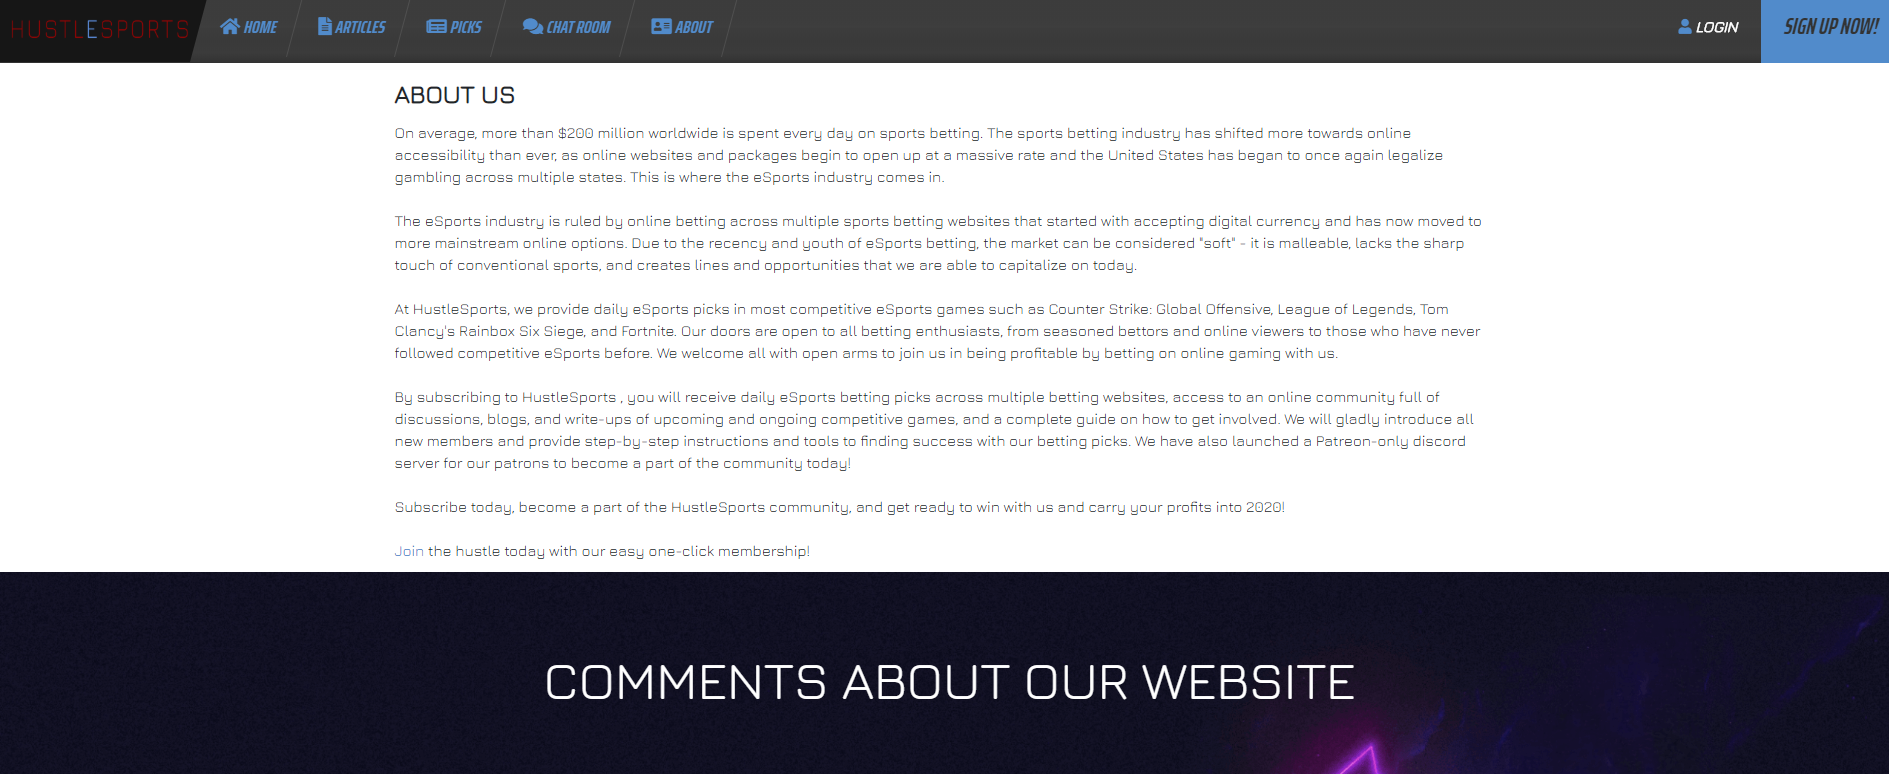 HUSTLESPORTS HOME ARTICLES PICKS CHAT ROOM ABOUT LOGIN SIGN UP NOW!
ABOUT US
On average, more than $200 million worldwide is spent every day on sports betting. The sports betting industry has shifted more towards online
accessibility than ever, as online websites and packages begin to open up at a massive rate and the United States has began to once again legalize
gambling across multiple states. This is where the eSports industry comes in.
The eSports industry is ruled by online betting across multiple sports betting websites that started with accepting digital currency and has now moved to
more mainstream online options. Due to the recency and youth of eSports betting, the market can be considered "soft" - it is malleable, lacks the sharp
touch of conventional sports, and creates lines and opportunities that we are able to capitalize on today.
At HustleSports, we provide daily eSports picks in most competitive eSports games such as Counter Strike: Global Offensive, League of Legends, Tom
Clancy's Rainbox Six Siege, and Fortnite. Our doors are open to all betting enthusiasts, from seasoned bettors and online viewers to those who have never
followed competitive eSports before. We welcome all with open arms to join us in being profitable by betting on online gaming with us.
By subscribing to HustleSports , you will receive daily eSports betting picks across multiple betting websites, access to an online community full of
discussions, blogs, and write-ups of upcoming and ongoing competitive games, and a complete guide on how to get involved. We will gladly introduce all
new members and provide step-by-step instructions and tools to finding success with our betting picks. We have also launched a Patreon-only discord
server for our patrons to become a part of the community today!
Subscribe today, become a part of the HustleSports community, and get ready to win with us and carry your profits into 2020!
Join the hustle today with our easy one-click membership!
COMMENTS ABOUT OUR WEBSITE